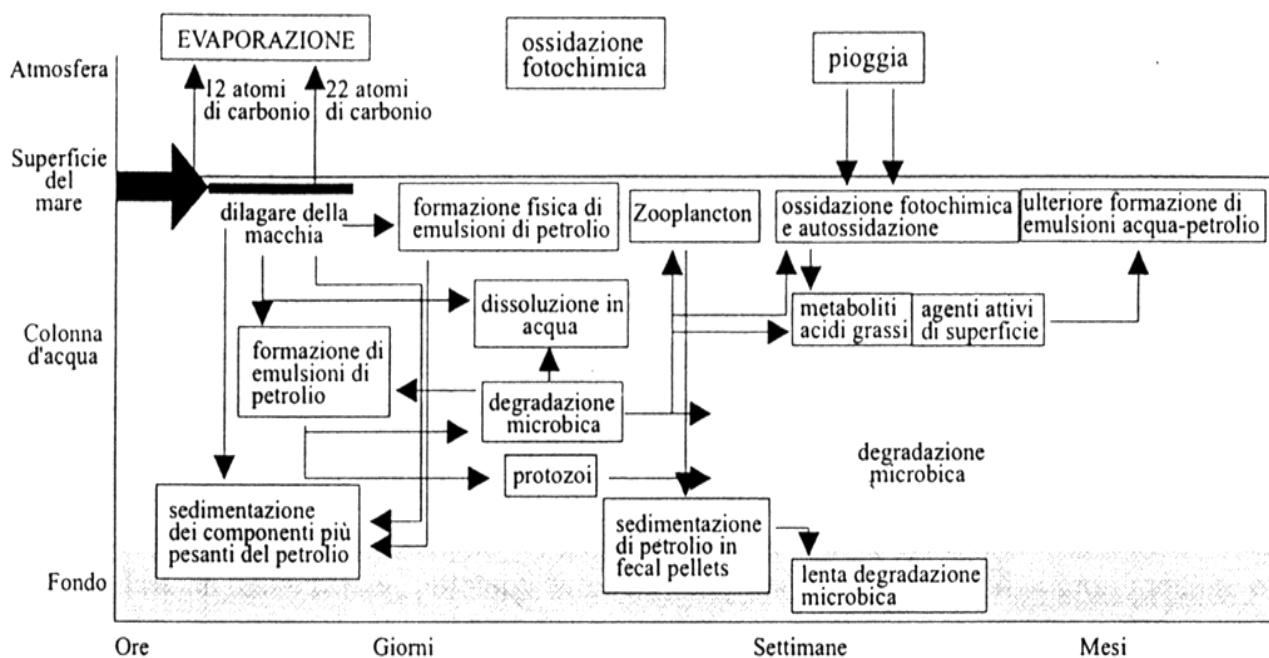 EVAPORAZIONE
ossidazione
fotochimica
pioggia
Atmosfera
12 atomi
di carbonio
22 atomi
di carbonio
Superficie
del
mare
dilagare della
macchia
formazione fisica di
emulsioni di petrolio
Zooplancton
ossidazione fotochimica
e autossidazione
ulteriore formazione di
emulsioni acqua-petrolio
Colonna
d'acqua
dissoluzione in
acqua
metaboliti
acidi grassi
agenti attivi
di superficie
formazione di
emulsioni di
petrolio
degradazione
microbica
degradazione
microbica
protozoi
sedimentazione
dei componenti più
pesanti del petrolio
sedimentazione
di petrolio in
fecal pellets
Fondo
lenta degradazione
microbica
Ore
Giorni
Settimane
Mesi